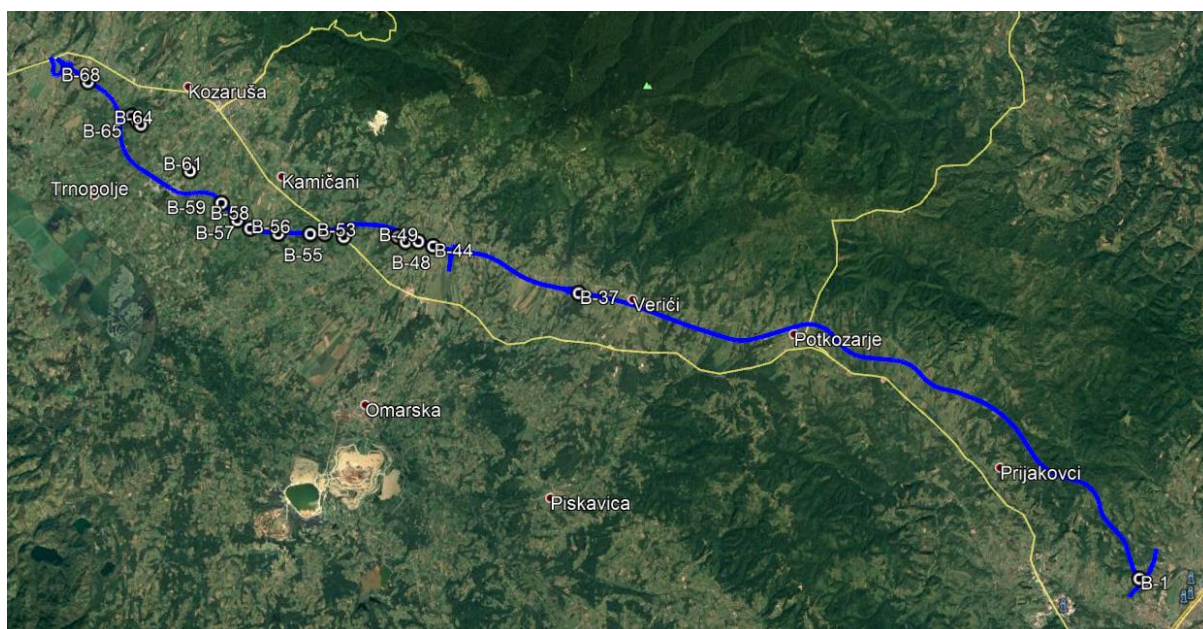 B-68
Kozaruša
B-64
B-65
B-61
Kamičani
Trnopolje
B-59
B-58
B-57
B-56
B-53
B-55
B-49
B-48
B-44
B-37
Verići
Potkozarje
Omarska
Prijakovci
Piskavica
B-1